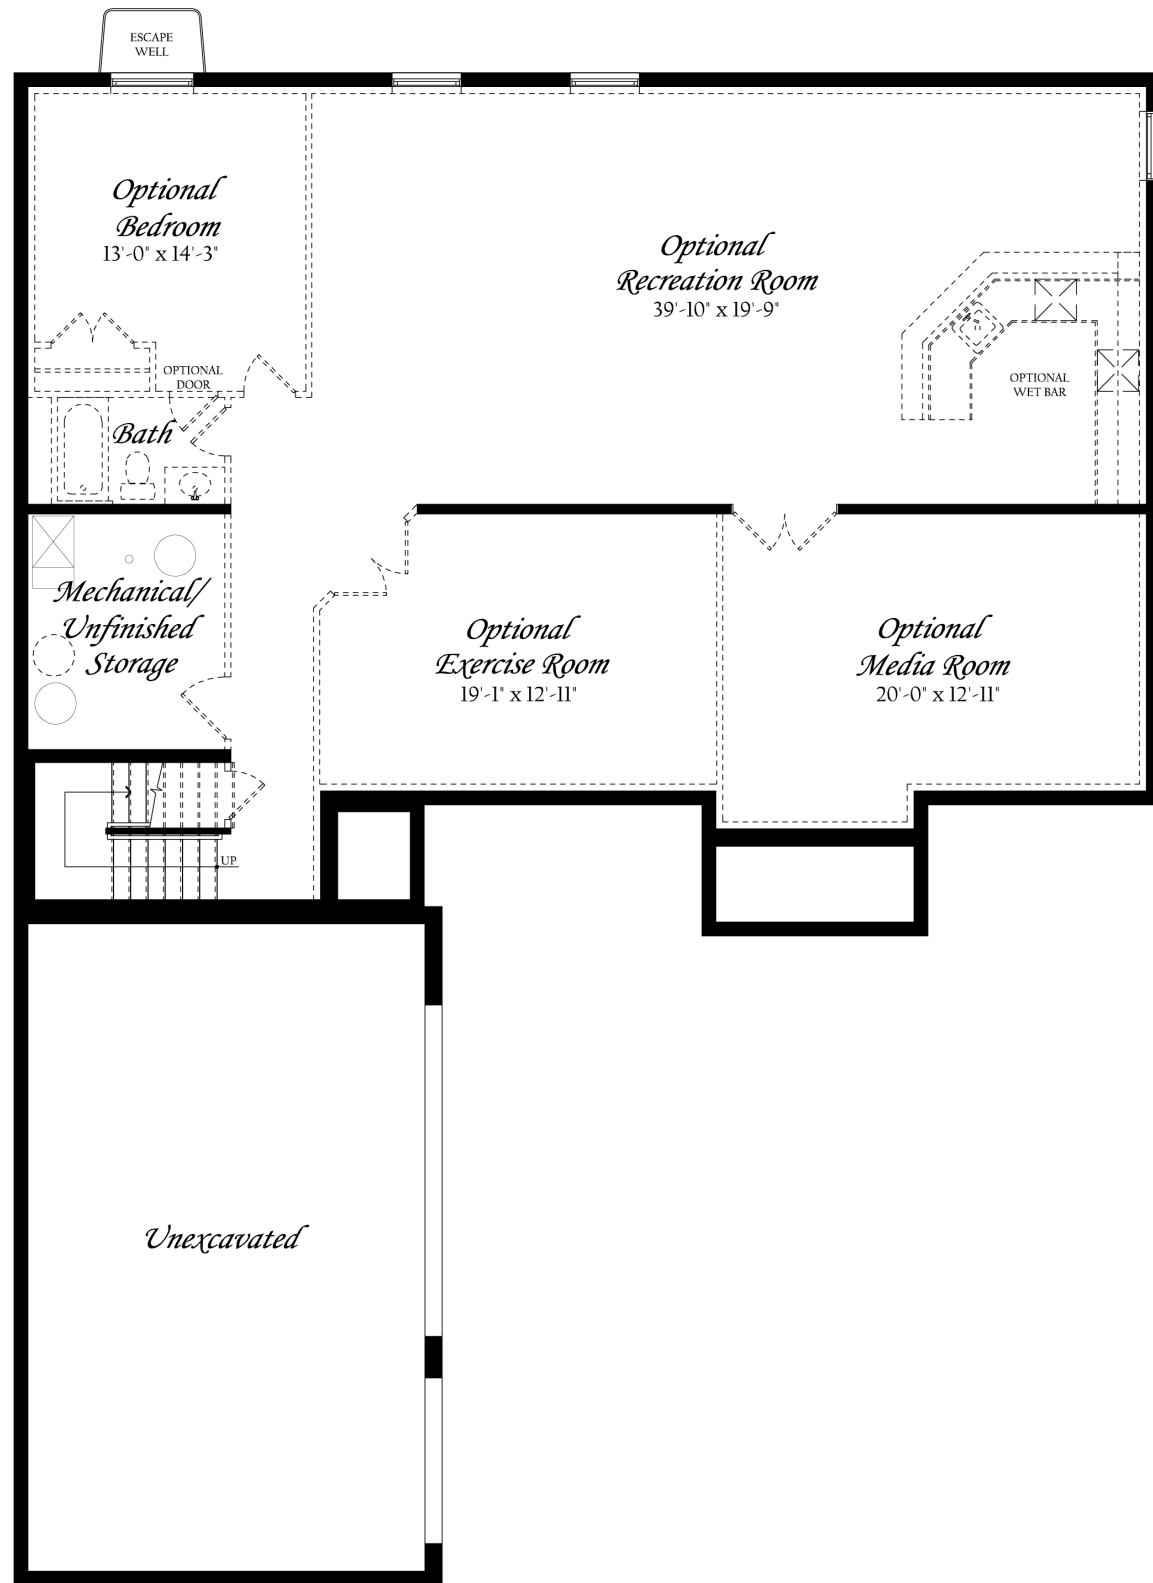 ESCAPE
WELL
Optional
Bedroom
13'-0" x 14'-3"
Optional
Recreation Room
39'-10" x 19'-9"
OPTIONAL
DOOR
OPTIONAL
WET BAR
Bath
Mechanical/
Unfinished
Storage
Optional
Exercise Room
19'-1" x 12'-11"
Optional
Media Room
20'-0" x 12'-11"
UP
Unexcavated